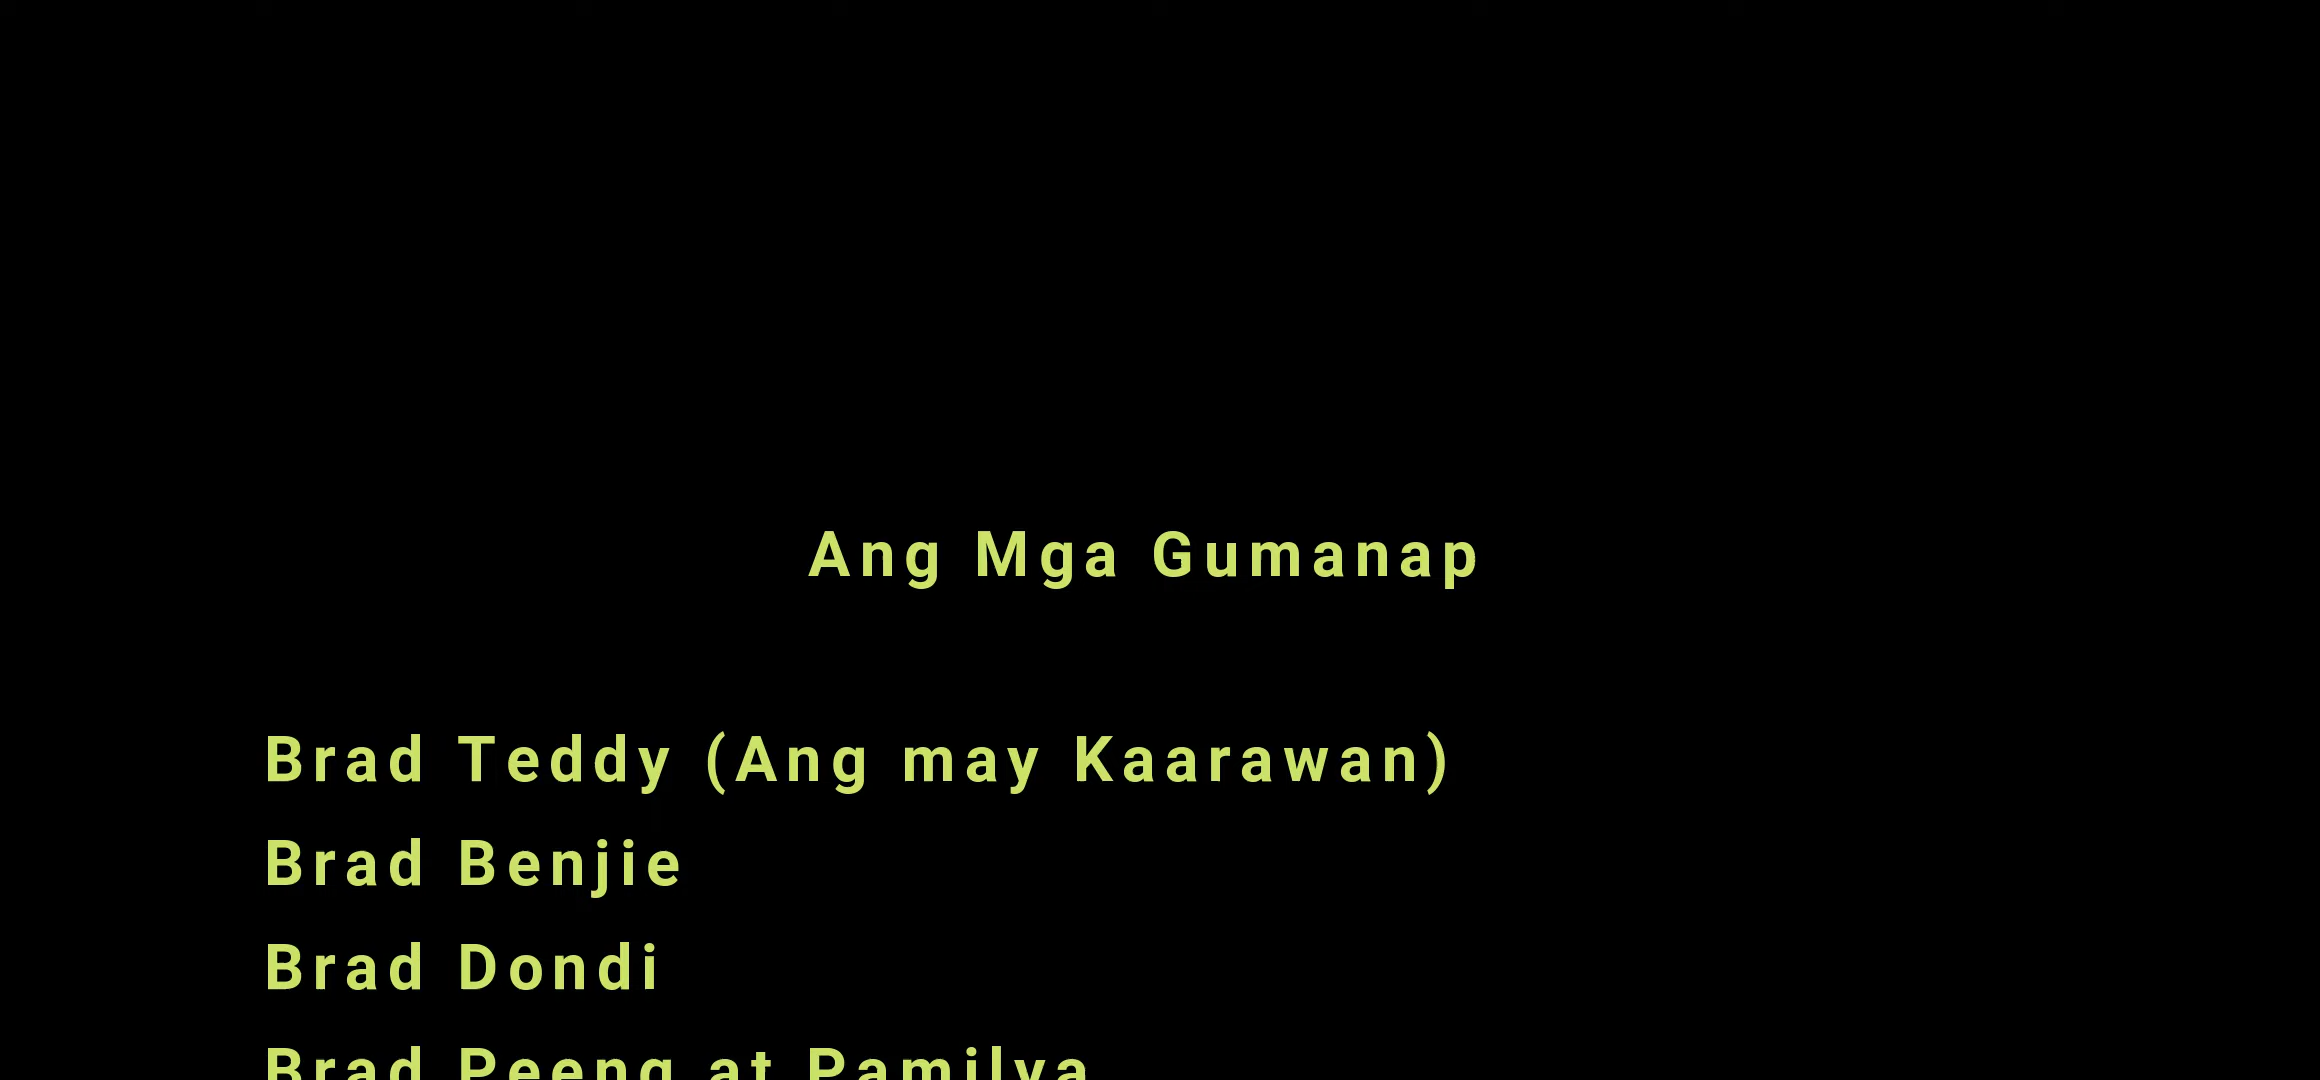 Ang Mga Gumanap
Brad Teddy (Ang may Kaarawan)
Brad Benjie
Brad Dondi
Brad Peeng at Pamilya